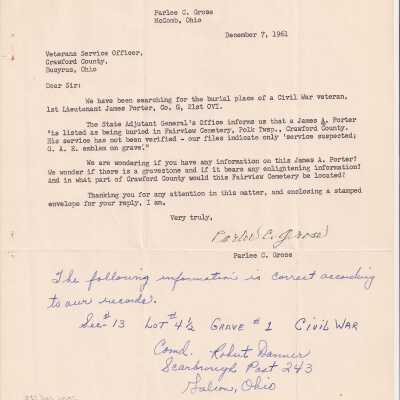 Parlee C. Grose
McComb, Ohio
December 7, 1961
Veterans Service Officer,
Crawford County,
Bucyrus, Ohio
Dear Sir:
We have been searching for the burial place of a Civil War veteran,
1st Lieutenant James Porter, Co. G, 21st OVI.
The State Adjutant General's Office informs us that a James A. Porter
"is listed as being buried in Fairview Cemetery, Polk Twsp., Crawford County.
His service has not been verified - our files indicate only 'service suspected;
G. A. R. emblem on grave'."
We are wondering if you have any information on this James A. Porter?
We wonder if there is a gravestone and if it bears any enlightening information?
and in what part of Crawford County would this Fairview Cemetery be located?
Thanking you for any attention in this matter, and enclosing a stamped
envelope for your reply, I am.
Very truly,
Parlee C. Grose
Parlee C. Grose
The following information is correct according
to our records.
Sec-#13 Lot #4½ Grave #1 Civil War
Comd. Robert Danner
Scarbrough Post 243
Galion, Ohio